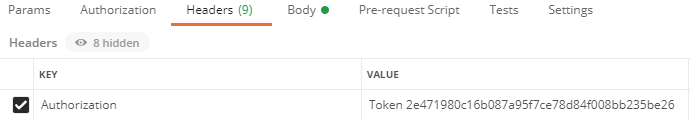 Params Authorization Headers (9) Body Pre-request Script Tests Settings
Headers 8 hidden
KEY VALUE
Authorization Token 2e471980c16b087a95f7ce78d84f008bb235be26